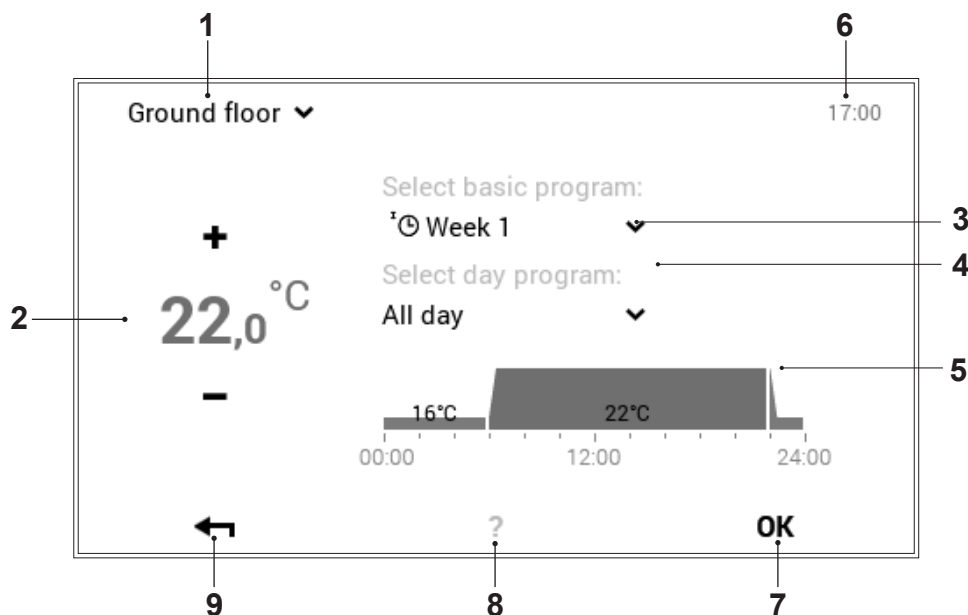 1
6
Ground floor
17:00
Select basic program:
z Week 1
3
Select day program:
4
2
22,0 °C
All day
+
−
5
16°C
22°C
00:00
12:00
24:00
?
OK
9
8
7